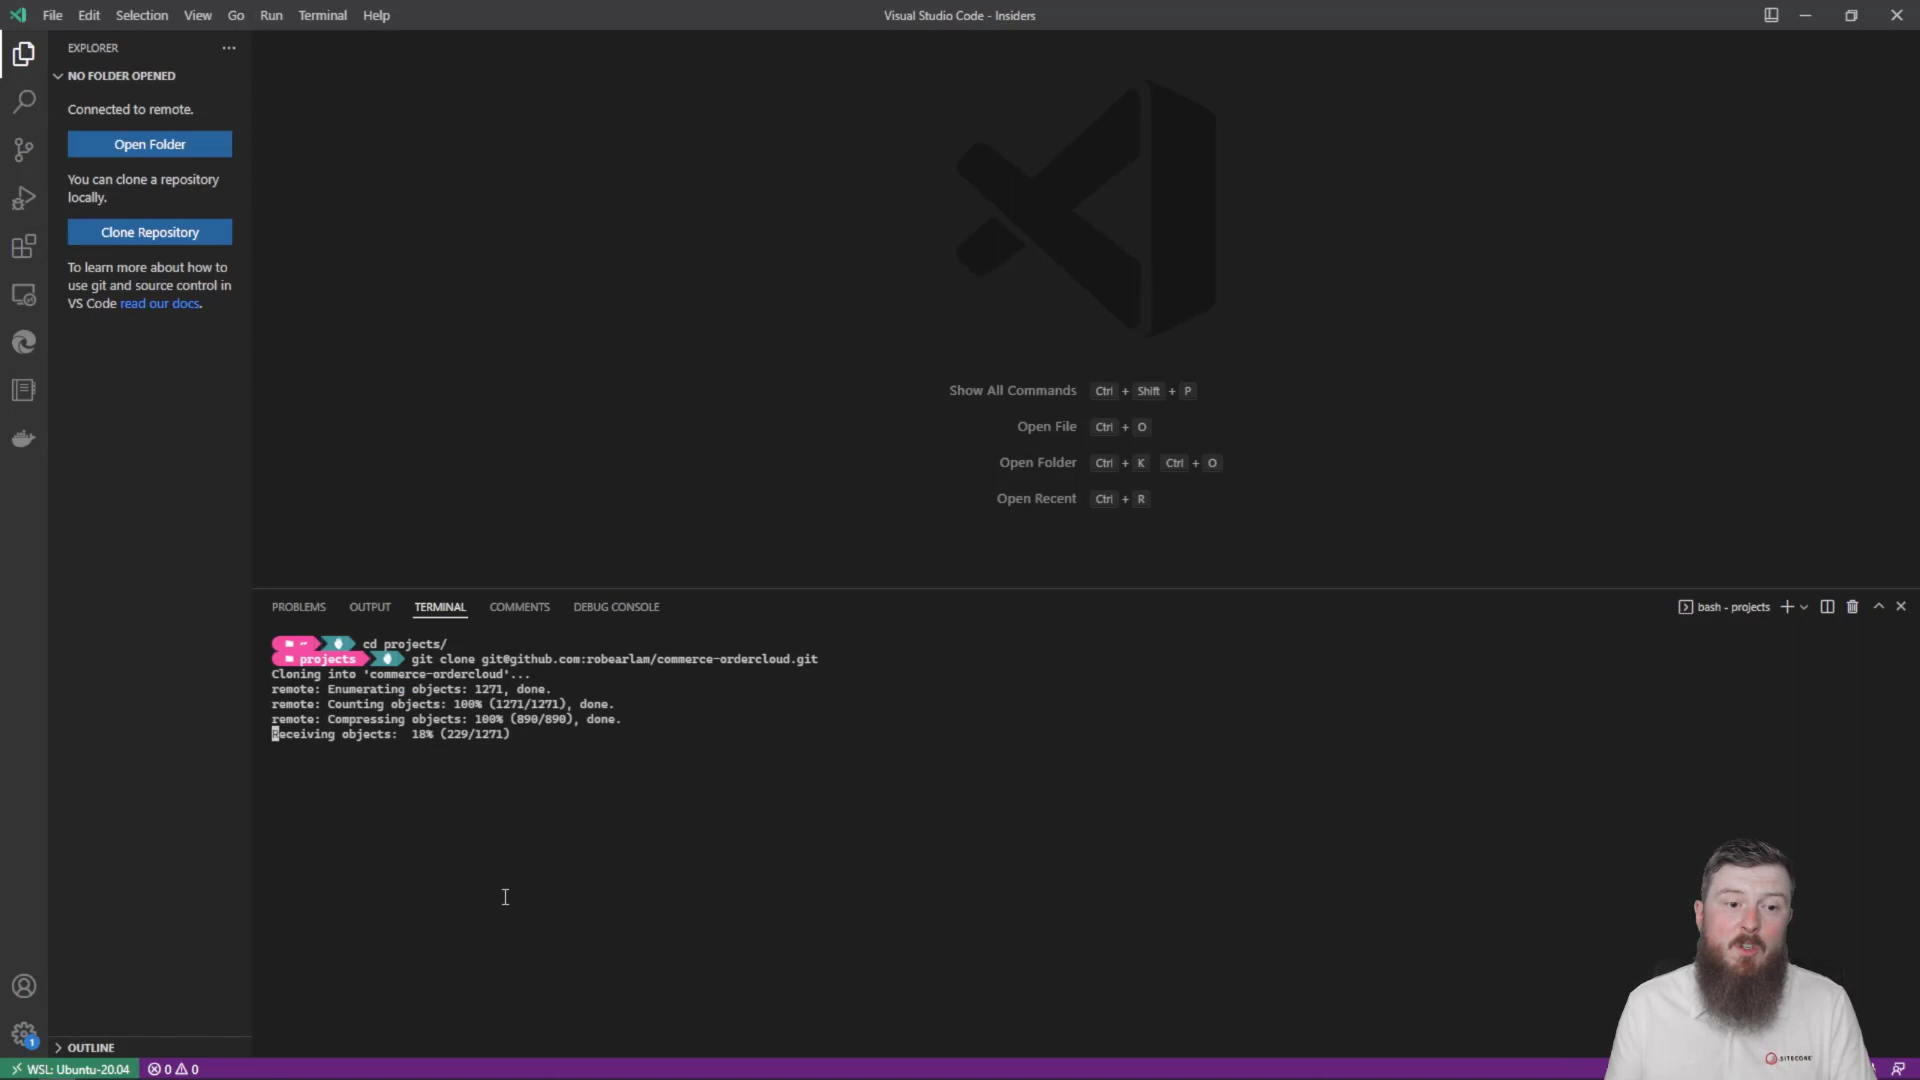 File Edit Selection View Go Run Terminal Help
Visual Studio Code - Insiders
EXPLORER
NO FOLDER OPENED
Connected to remote.
Open Folder
You can clone a repository
locally.
Clone Repository
To learn more about how to
use git and source control in
VS Code read our docs.
Show All Commands Ctrl + Shift + P
Open File Ctrl + O
Open Folder Ctrl + K Ctrl + O
Open Recent Ctrl + R
PROBLEMS OUTPUT TERMINAL COMMENTS DEBUG CONSOLE
bash - projects
~ cd projects/
projects git clone git@github.com:robearlam/commerce-ordercloud.git
Cloning into 'commerce-ordercloud'...
remote: Enumerating objects: 1271, done.
remote: Counting objects: 100% (1271/1271), done.
remote: Compressing objects: 100% (890/890), done.
Receiving objects: 18% (229/1271)
SITECORE
1
OUTLINE
WSL: Ubuntu-20.04 0 0